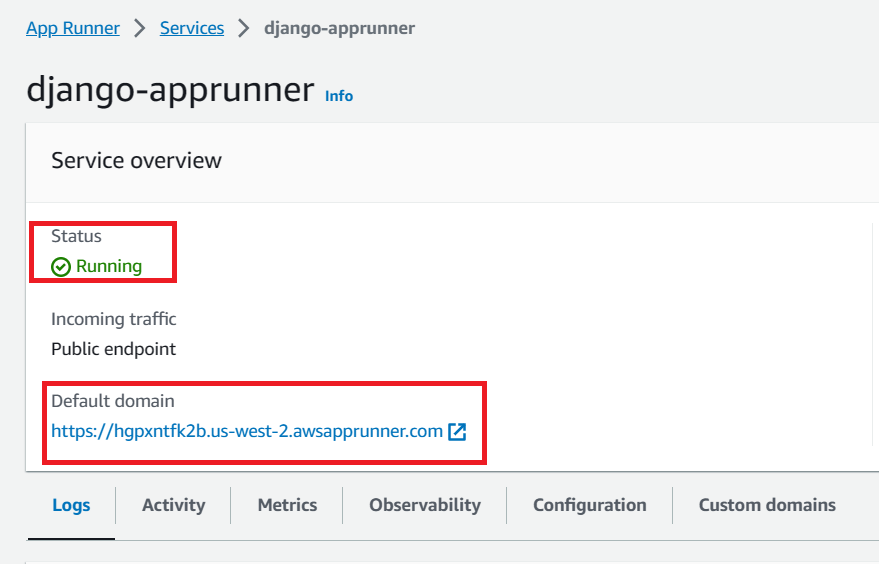 App Runner > Services > django-apprunner
django-apprunner Info
Service overview
Status
Running
Incoming traffic
Public endpoint
Default domain
https://hgpxntfk2b.us-west-2.awsapprunner.com
Logs Activity Metrics Observability Configuration Custom domains